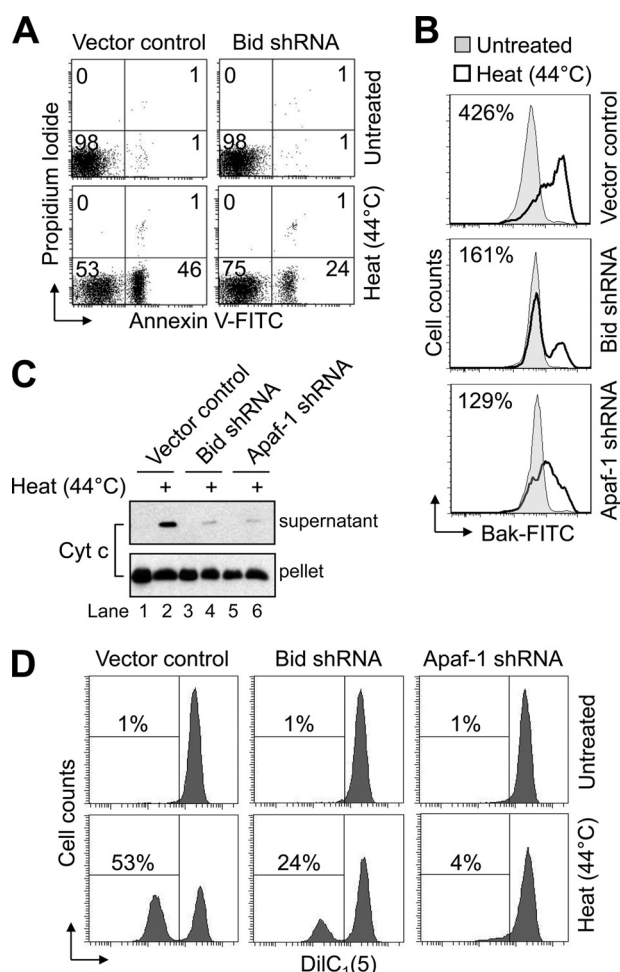 A
Vector control Bid shRNA
Propidium Iodide
0 1
98 1
0 1
98 1
Untreated
0 1
53 46
0 1
75 24
Heat (44°C)
Annexin V-FITC
B
Untreated
Heat (44°C)
426%
Vector control
161%
Bid shRNA
129%
Apaf-1 shRNA
Cell counts
Bak-FITC
C
Vector control
Bid shRNA
Apaf-1 shRNA
Heat (44°C) + + +
Cyt c
supernatant
pellet
Lane 1 2 3 4 5 6
D
Vector control Bid shRNA Apaf-1 shRNA
1% 1% 1%
Untreated
Cell counts
53% 24% 4%
Heat (44°C)
DilC₁(5)